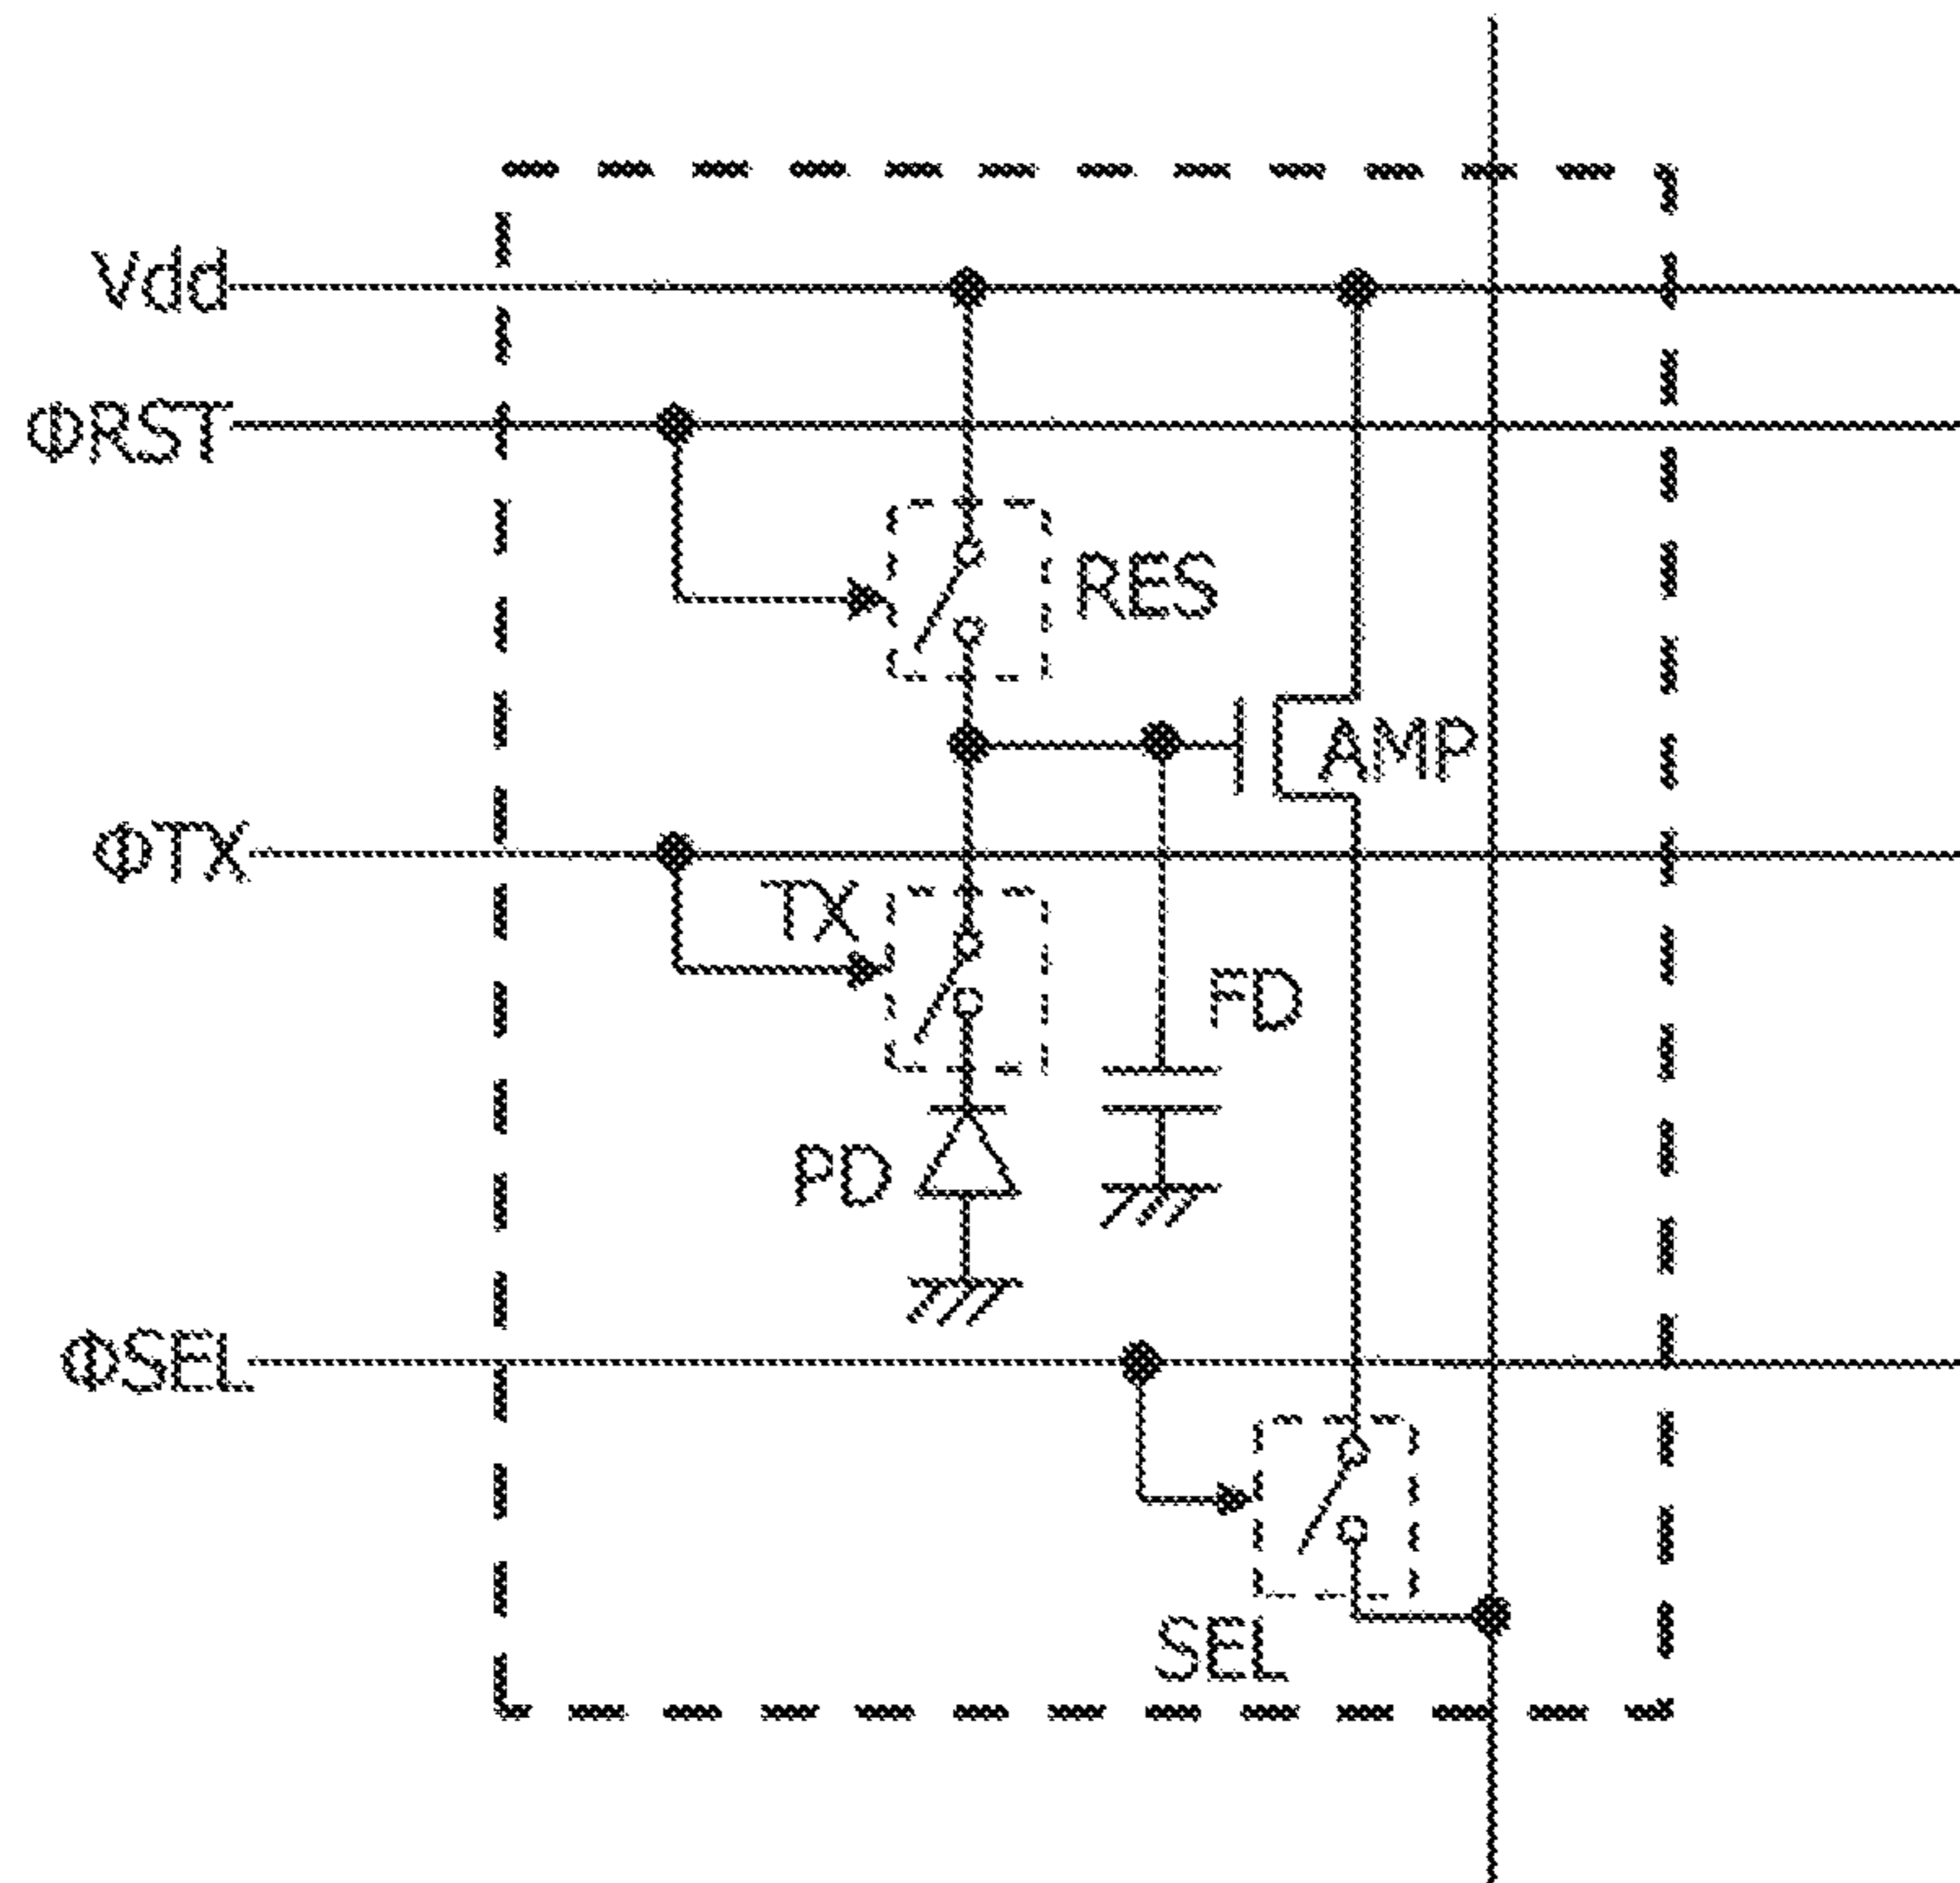 Vdd
ΦRST
RES
AMP
ΦTX
TX
FD
PD
ΦSEL
SEL